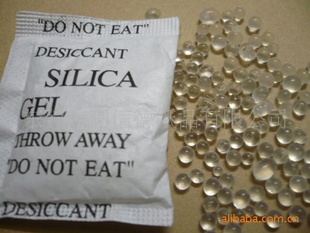 "DO NOT EAT"
DESICCANT
SILICA
GEL
THROW AWAY
"DO NOT EAT"
DESICCANT
alibaba.com.cn